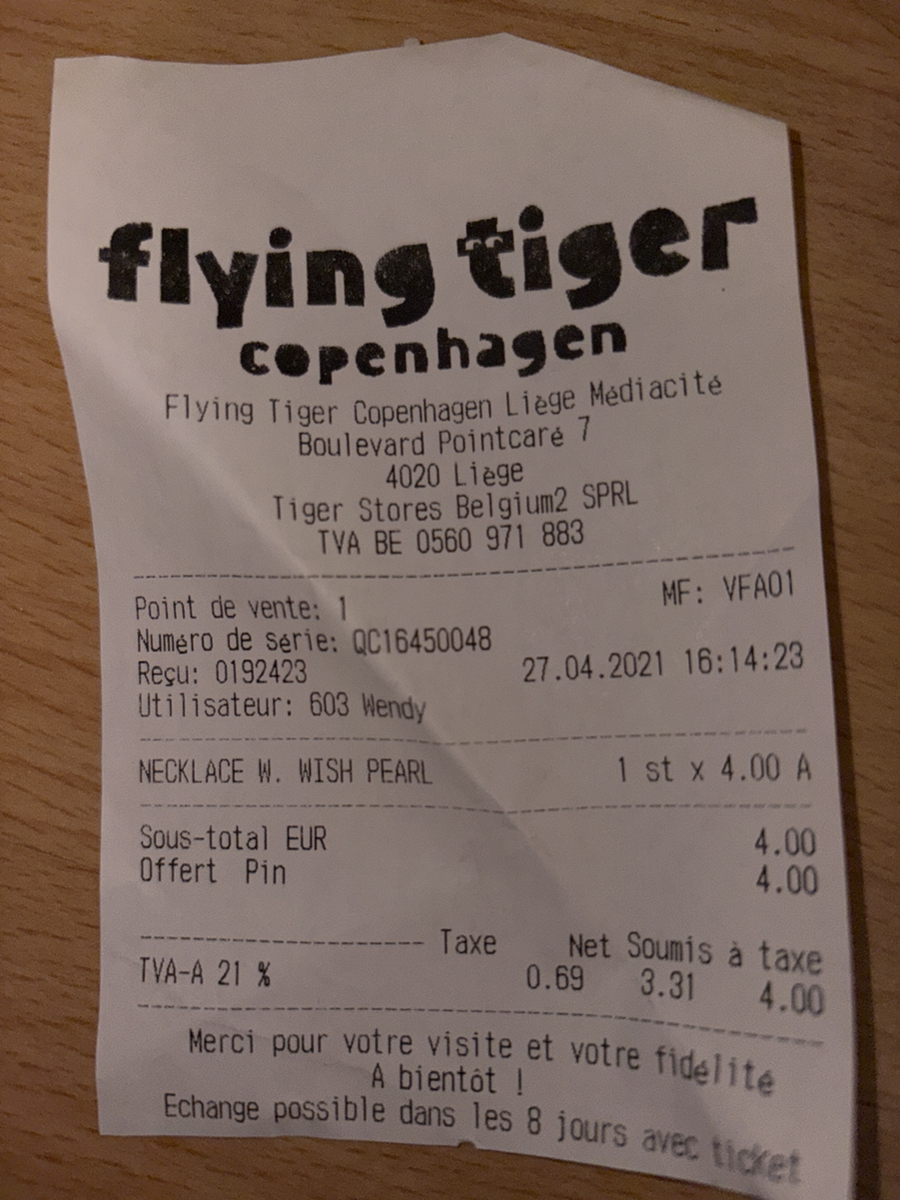 flying tiger
copenhagen
Flying Tiger Copenhagen Liège Médiacité
Boulevard Pointcaré 7
4020 Liège
Tiger Stores Belgium2 SPRL
TVA BE 0560 971 883
Point de vente: 1 MF: VFA01
Numéro de série: QC16450048
Reçu: 0192423 27.04.2021 16:14:23
Utilisateur: 603 Wendy
NECKLACE W. WISH PEARL 1 st x 4.00 A
Sous-total EUR 4.00
Offert Pin 4.00
Taxe Net Soumis à taxe
TVA-A 21 % 0.69 3.31 4.00
Merci pour votre visite et votre fidélité
A bientôt !
Echange possible dans les 8 jours avec ticket